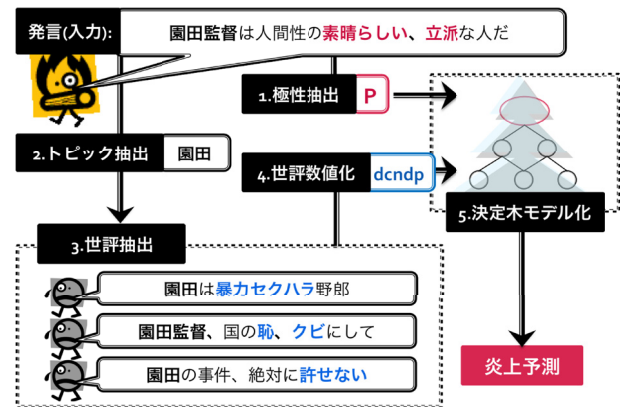 発言(入力):
園田監督は人間性の素晴らしい、立派な人だ
1.極性抽出 P
2.トピック抽出 園田
4.世評数値化 dcndp
5.決定木モデル化
3.世評抽出
園田は暴力セクハラ野郎
園田監督、国の恥、クビにして
園田の事件、絶対に許せない
炎上予測